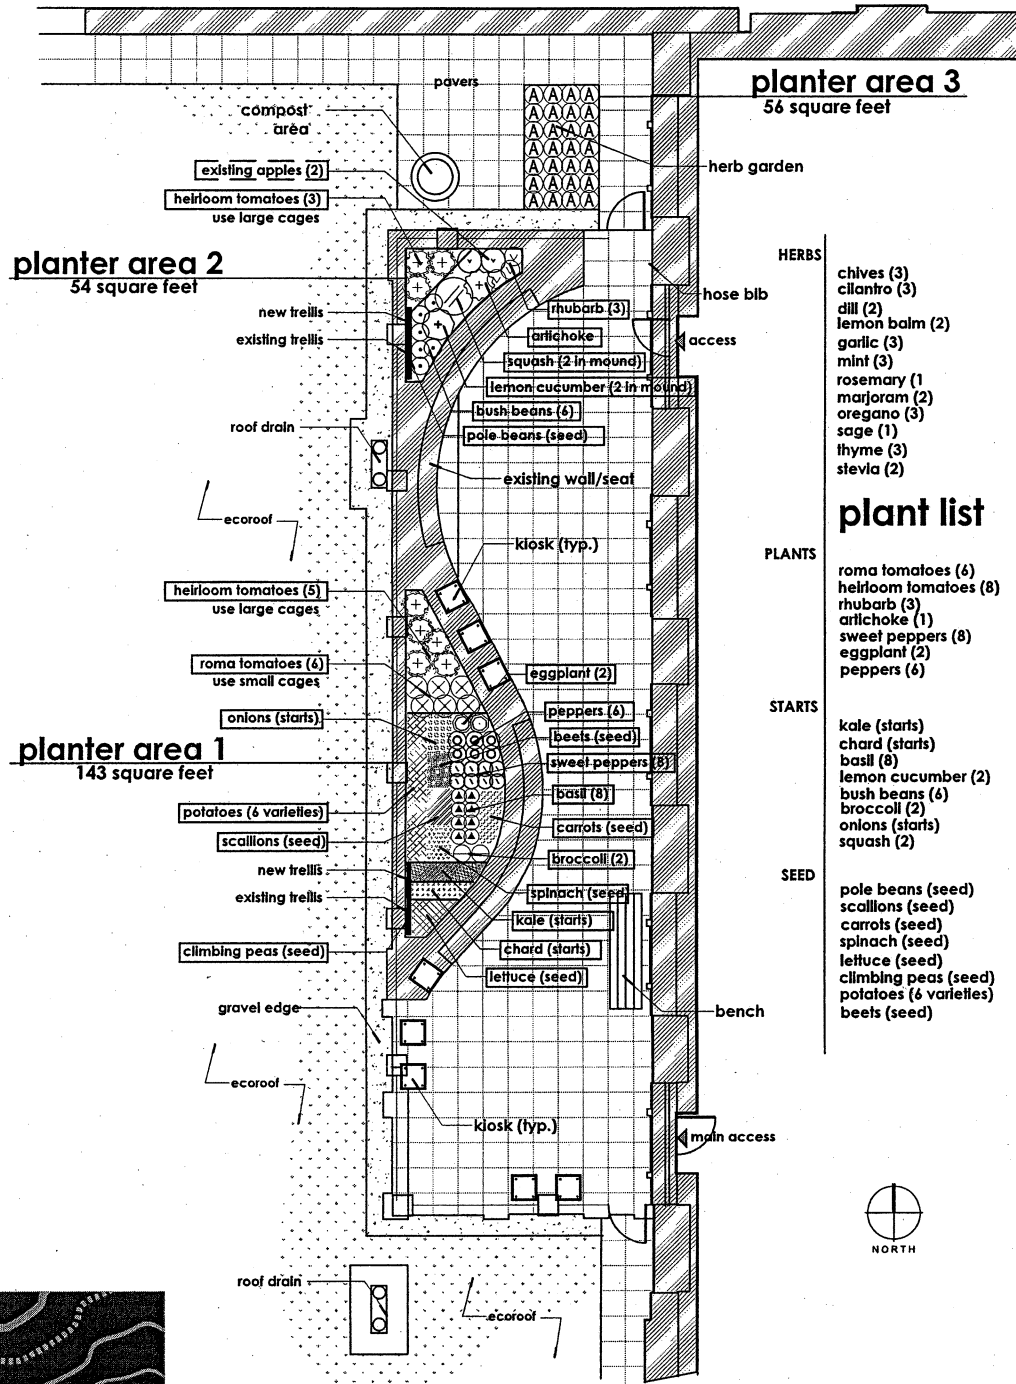 pavers
planter area 3
56 square feet
compost
area
herb garden
existing apples (2)
heirloom tomatoes (3)
use large cages
planter area 2
54 square feet
hose bib
new trellis
existing trellis
rhubarb (3)
artichoke
access
squash (2 in mound)
lemon cucumber (2 in mound)
bush beans (6)
pole beans (seed)
roof drain
existing wall/seat
ecoroof
kiosk (typ.)
heirloom tomatoes (5)
use large cages
roma tomatoes (6)
use small cages
eggplant (2)
onions (starts)
peppers (6)
beets (seed)
planter area 1
143 square feet
sweet peppers (8)
basil (8)
potatoes (6 varieties)
carrots (seed)
scallions (seed)
broccoli (2)
new trellis
spinach (seed)
existing trellis
kale (starts)
climbing peas (seed)
chard (starts)
lettuce (seed)
gravel edge
bench
ecoroof
kiosk (typ.)
main access
roof drain
ecoroof
NORTH
HERBS
chives (3)
cilantro (3)
dill (2)
lemon balm (2)
garlic (3)
mint (3)
rosemary (1
marjoram (2)
oregano (3)
sage (1)
thyme (3)
stevia (2)
plant list
PLANTS
roma tomatoes (6)
heirloom tomatoes (8)
rhubarb (3)
artichoke (1)
sweet peppers (8)
eggplant (2)
peppers (6)
STARTS
kale (starts)
chard (starts)
basil (8)
lemon cucumber (2)
bush beans (6)
broccoli (2)
onions (starts)
squash (2)
SEED
pole beans (seed)
scallions (seed)
carrots (seed)
spinach (seed)
lettuce (seed)
climbing peas (seed)
potatoes (6 varieties)
beets (seed)
A A A A
A A A A
A A A A
A A A A
A A A A
A A A A
A A A A